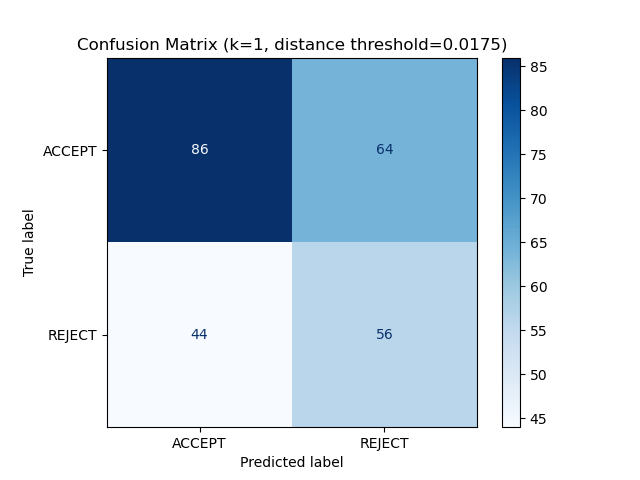 Confusion Matrix (k=1, distance threshold=0.0175)
True label
ACCEPT
REJECT
86
64
44
56
ACCEPT
REJECT
Predicted label
85
80
75
70
65
60
55
50
45